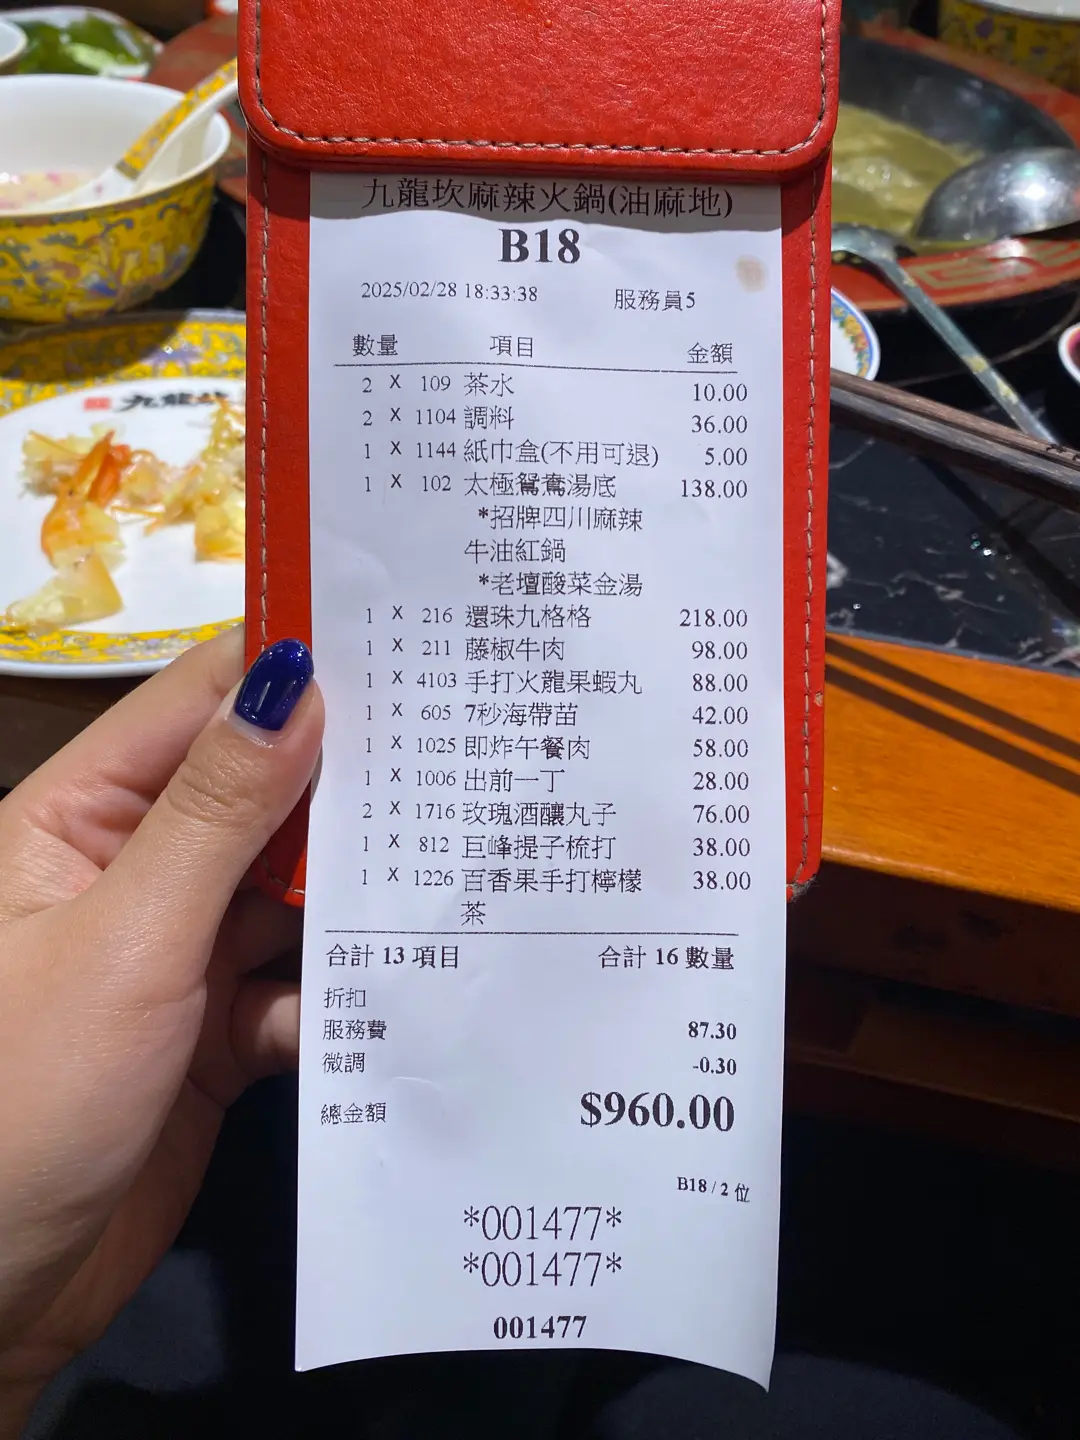 九龍坎麻辣火鍋(油麻地)
B18
2025/02/28 18:33:38 服務員5
數量 項目 金額
2 X 109 茶水 10.00
2 X 1104 調料 36.00
1 X 1144 紙巾盒(不用可退) 5.00
1 X 102 太極鴛鴦湯底 138.00
*招牌四川麻辣
牛油紅鍋
*老壇酸菜金湯
1 X 216 還珠九格格 218.00
1 X 211 藤椒牛肉 98.00
1 X 4103 手打火龍果蝦丸 88.00
1 X 605 7秒海帶苗 42.00
1 X 1025 即炸午餐肉 58.00
1 X 1006 出前一丁 28.00
2 X 1716 玫瑰酒釀丸子 76.00
1 X 812 巨峰提子梳打 38.00
1 X 1226 百香果手打檸檬 38.00
茶
合計 13 項目 合計 16 數量
折扣
服務費 87.30
微調 -0.30
總金額 $960.00
B18 / 2 位
*001477*
*001477*
001477
九龍坎